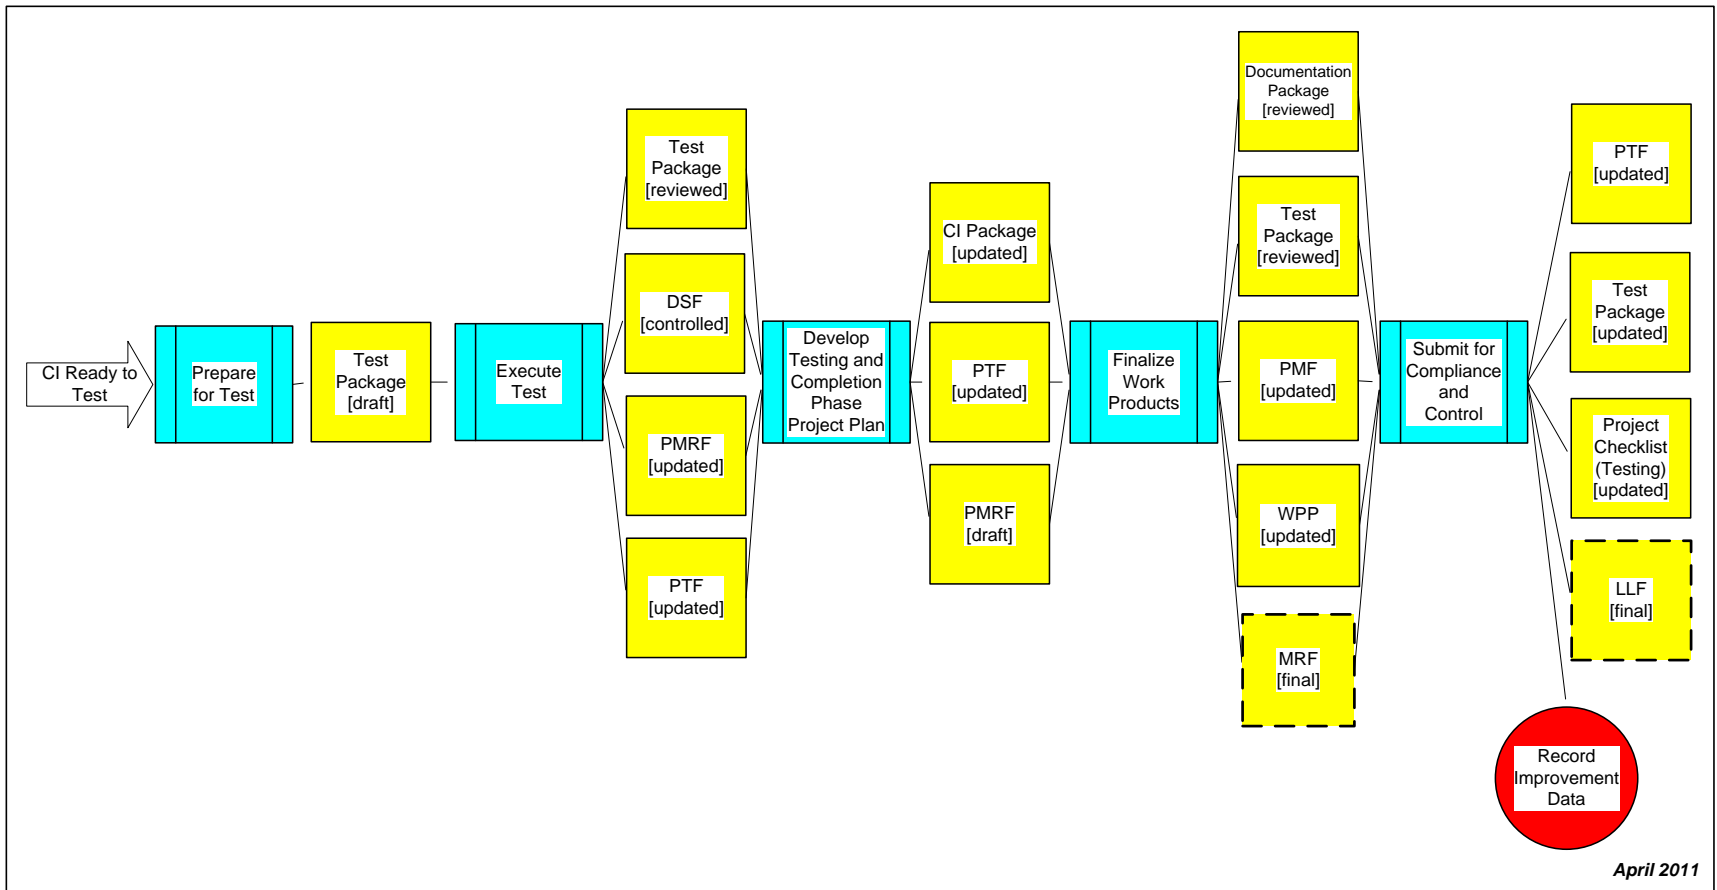 CI Ready to
Test
Prepare
for Test
Test
Package
[draft]
Execute
Test
Test
Package
[reviewed]
DSF
[controlled]
PMRF
[updated]
PTF
[updated]
Develop
Testing and
Completion
Phase
Project Plan
CI Package
[updated]
PTF
[updated]
PMRF
[draft]
Finalize
Work
Products
Documentation
Package
[reviewed]
Test
Package
[reviewed]
PMF
[updated]
WPP
[updated]
MRF
[final]
Submit for
Compliance
and
Control
PTF
[updated]
Test
Package
[updated]
Project
Checklist
(Testing)
[updated]
LLF
[final]
Record
Improvement
Data
April 2011